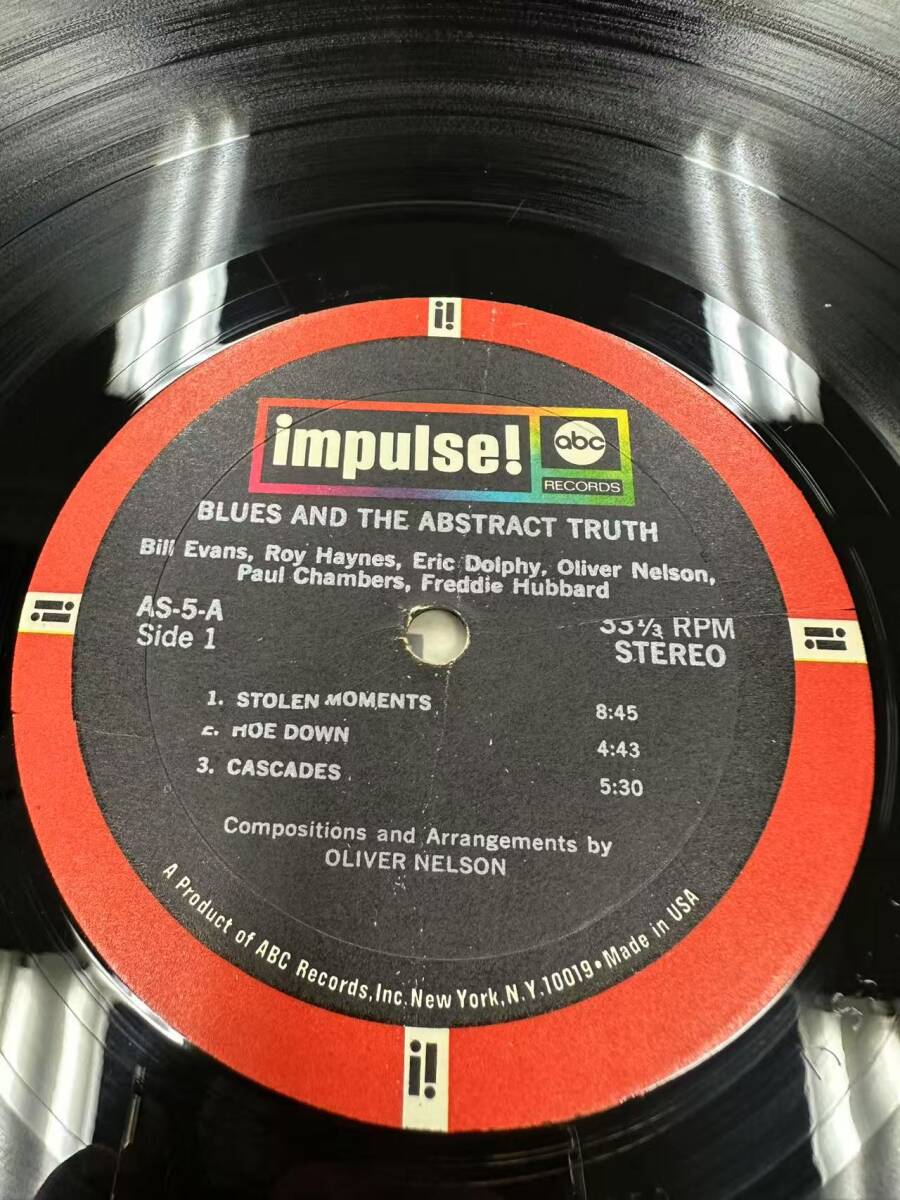 impulse!
abc
RECORDS
BLUES AND THE ABSTRACT TRUTH
Bill Evans, Roy Haynes, Eric Dolphy, Oliver Nelson,
Paul Chambers, Freddie Hubbard
AS-5-A
Side 1
33⅓ RPM
STEREO
1. STOLEN MOMENTS 8:45
2. HOE DOWN 4:43
3. CASCADES 5:30
Compositions and Arrangements by
OLIVER NELSON
A Product of ABC Records, Inc. New York, N.Y. 10019 • Made in USA
i!
i!
i!
i!